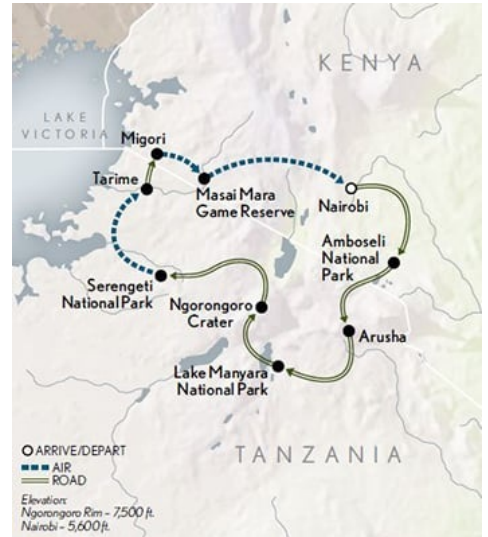 KENYA
LAKE
VICTORIA
Migori
Tarime
Masai Mara
Game Reserve
Nairobi
Amboseli
National
Park
Serengeti
National Park
Ngorongoro
Crater
Arusha
Lake Manyara
National Park
TANZANIA
ARRIVE/DEPART
AIR
ROAD
Elevation:
Ngorongoro Rim – 7,500 ft.
Nairobi – 5,600 ft.